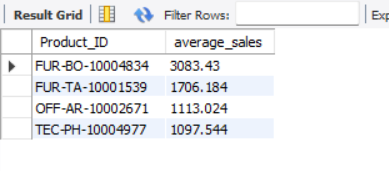 Result Grid Filter Rows: Exp
Product_ID average_sales
FUR-BO-10004834 3083.43
FUR-TA-10001539 1706.184
OFF-AR-10002671 1113.024
TEC-PH-10004977 1097.544